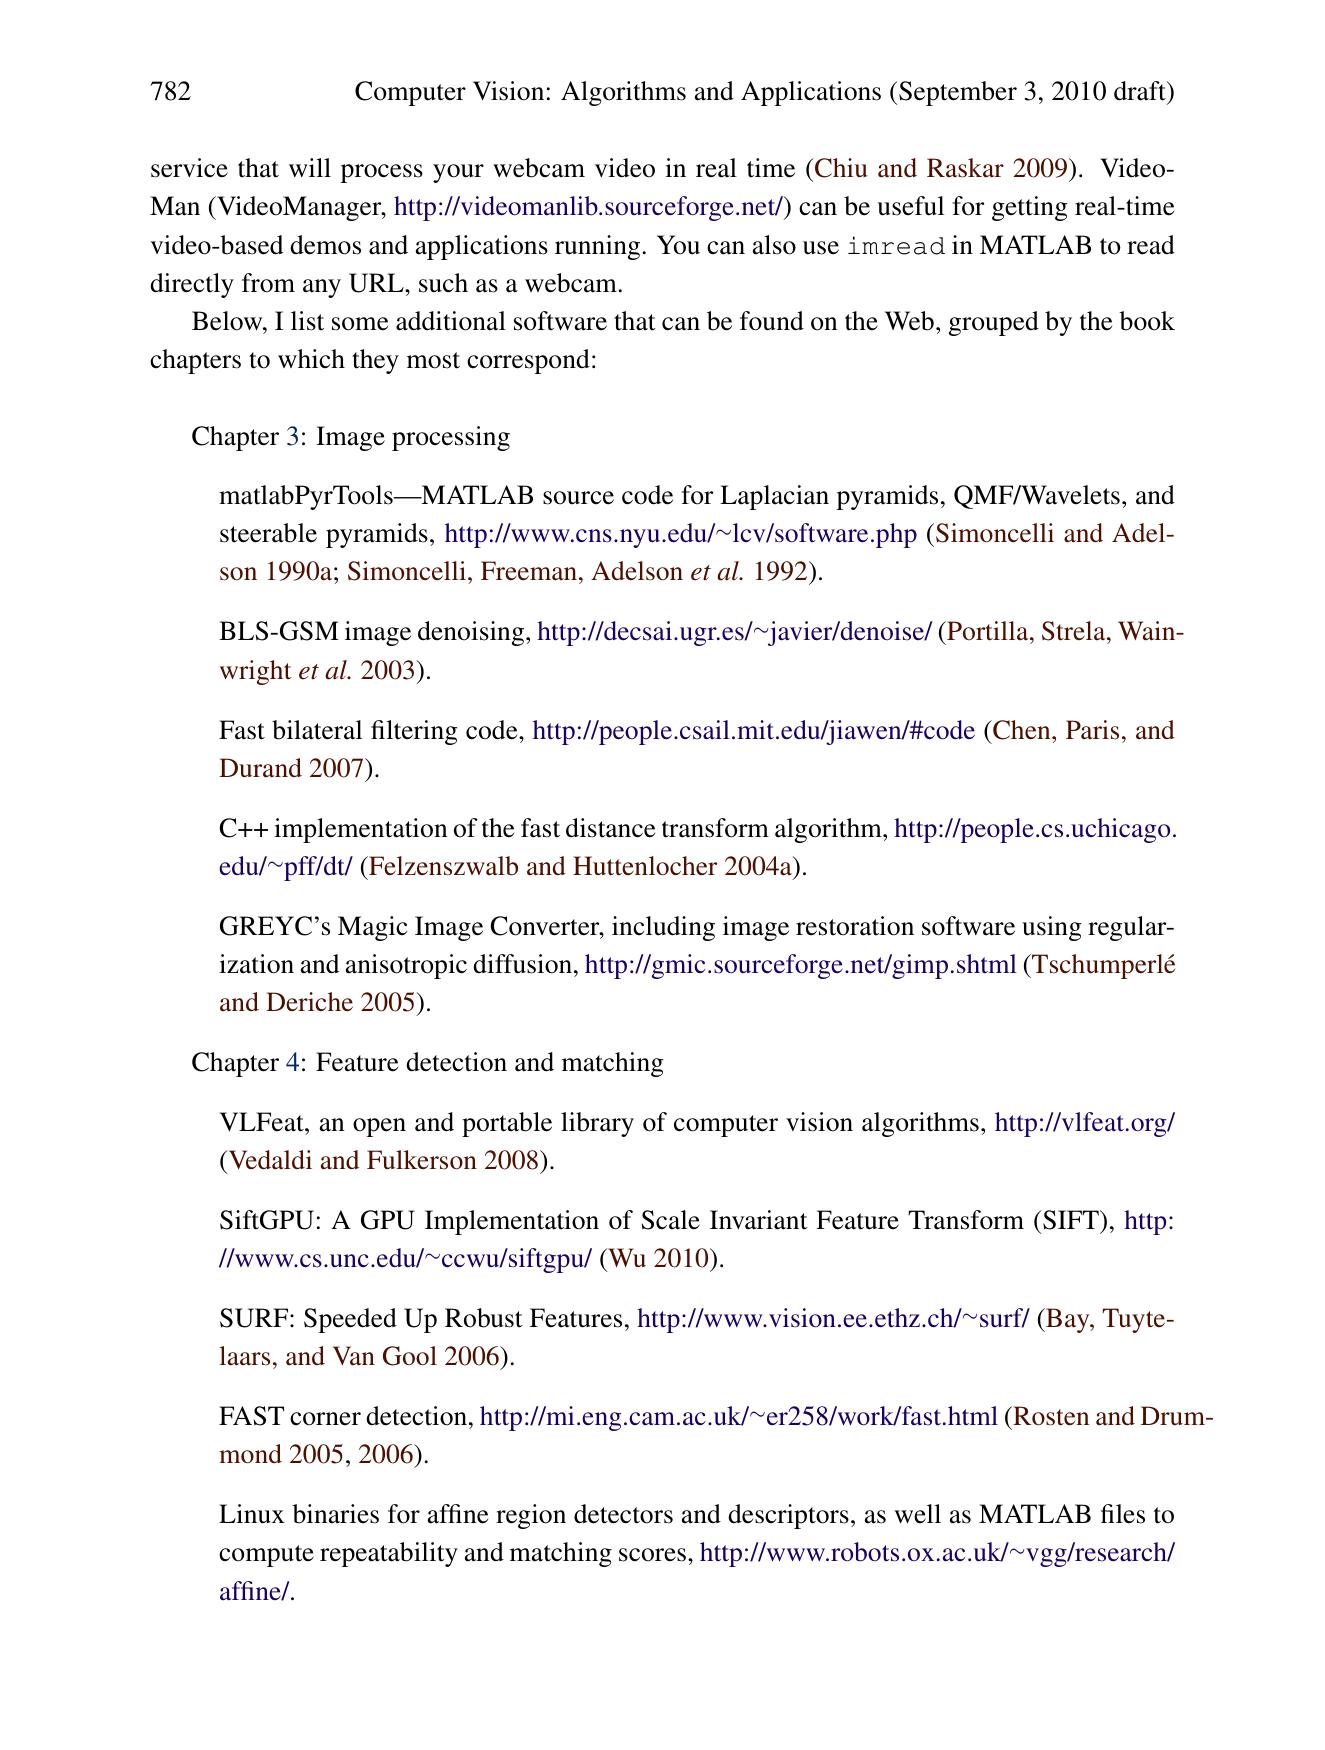 782 Computer Vision: Algorithms and Applications (September 3, 2010 draft)
service that will process your webcam video in real time (Chiu and Raskar 2009). Video-
Man (VideoManager, http://videomanlib.sourceforge.net/) can be useful for getting real-time
video-based demos and applications running. You can also use imread in MATLAB to read
directly from any URL, such as a webcam.
Below, I list some additional software that can be found on the Web, grouped by the book
chapters to which they most correspond:
Chapter 3: Image processing
matlabPyrTools—MATLAB source code for Laplacian pyramids, QMF/Wavelets, and
steerable pyramids, http://www.cns.nyu.edu/~lcv/software.php (Simoncelli and Adel-
son 1990a; Simoncelli, Freeman, Adelson et al. 1992).
BLS-GSM image denoising, http://decsai.ugr.es/~javier/denoise/ (Portilla, Strela, Wain-
wright et al. 2003).
Fast bilateral filtering code, http://people.csail.mit.edu/jiawen/#code (Chen, Paris, and
Durand 2007).
C++ implementation of the fast distance transform algorithm, http://people.cs.uchicago.
edu/~pff/dt/ (Felzenszwalb and Huttenlocher 2004a).
GREYC’s Magic Image Converter, including image restoration software using regular-
ization and anisotropic diffusion, http://gmic.sourceforge.net/gimp.shtml (Tschumperlé
and Deriche 2005).
Chapter 4: Feature detection and matching
VLFeat, an open and portable library of computer vision algorithms, http://vlfeat.org/
(Vedaldi and Fulkerson 2008).
SiftGPU: A GPU Implementation of Scale Invariant Feature Transform (SIFT), http:
//www.cs.unc.edu/~ccwu/siftgpu/ (Wu 2010).
SURF: Speeded Up Robust Features, http://www.vision.ee.ethz.ch/~surf/ (Bay, Tuyte-
laars, and Van Gool 2006).
FAST corner detection, http://mi.eng.cam.ac.uk/~er258/work/fast.html (Rosten and Drum-
mond 2005, 2006).
Linux binaries for affine region detectors and descriptors, as well as MATLAB files to
compute repeatability and matching scores, http://www.robots.ox.ac.uk/~vgg/research/
affine/.